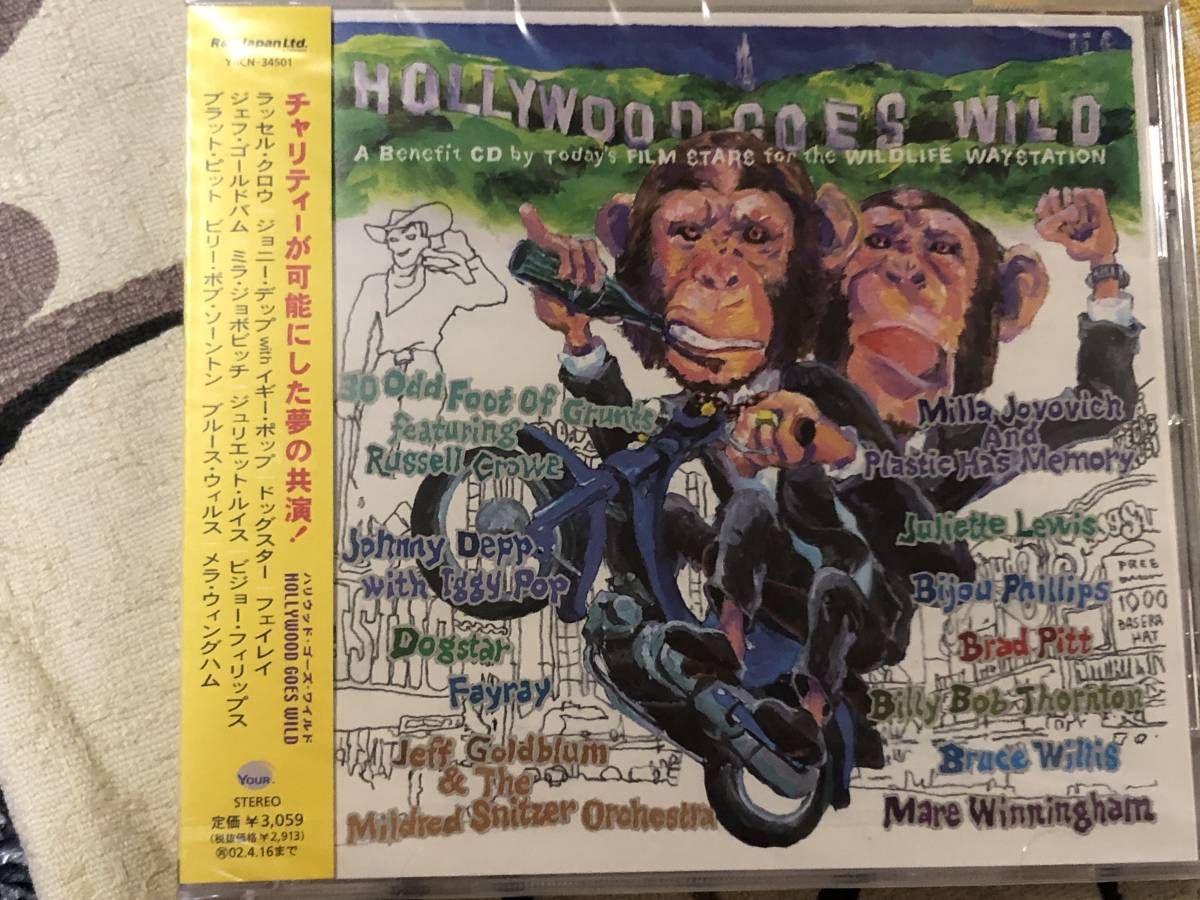 Rex Japan Ltd.
YRCN-34501
チャリティーが可能にした夢の共演!
ハリウッド・ゴーズ・ワイルド
HOLLYWOOD GOES WILD
ラッセル・クロウ ジョニー・デップ with イギー・ポップ ドッグスター フェイレイ
ジェフ・ゴールドバム ミラ・ジョボビッチ ジュリエット・ルイス ビジョー・フィリップス
ブラット・ピット ビリー・ボブ・ソーントン ブルース・ウィルス メラ・ウィングハム
YOUR.
STEREO
定価 ¥3,059
(税抜価格 ¥2,913)
㋐02.4.16まで
HOLLYWOOD GOES WILD
A Benefit CD by Today's FILM STARS for the WILDLIFE WAYSTATION
30 Odd Foot Of Grunts
featuring
Russell Crowe
Johnny Depp
with Iggy Pop
Dogstar
Fayray
Jeff Goldblum
& The
Mildred Snitzer Orchestra
Milla Jovovich
And
Plastic Has Memory
Juliette Lewis
Bijou Phillips
Brad Pitt
Billy Bob Thornton
Bruce Willis
Mare Winningham
FREE
1000
HAT